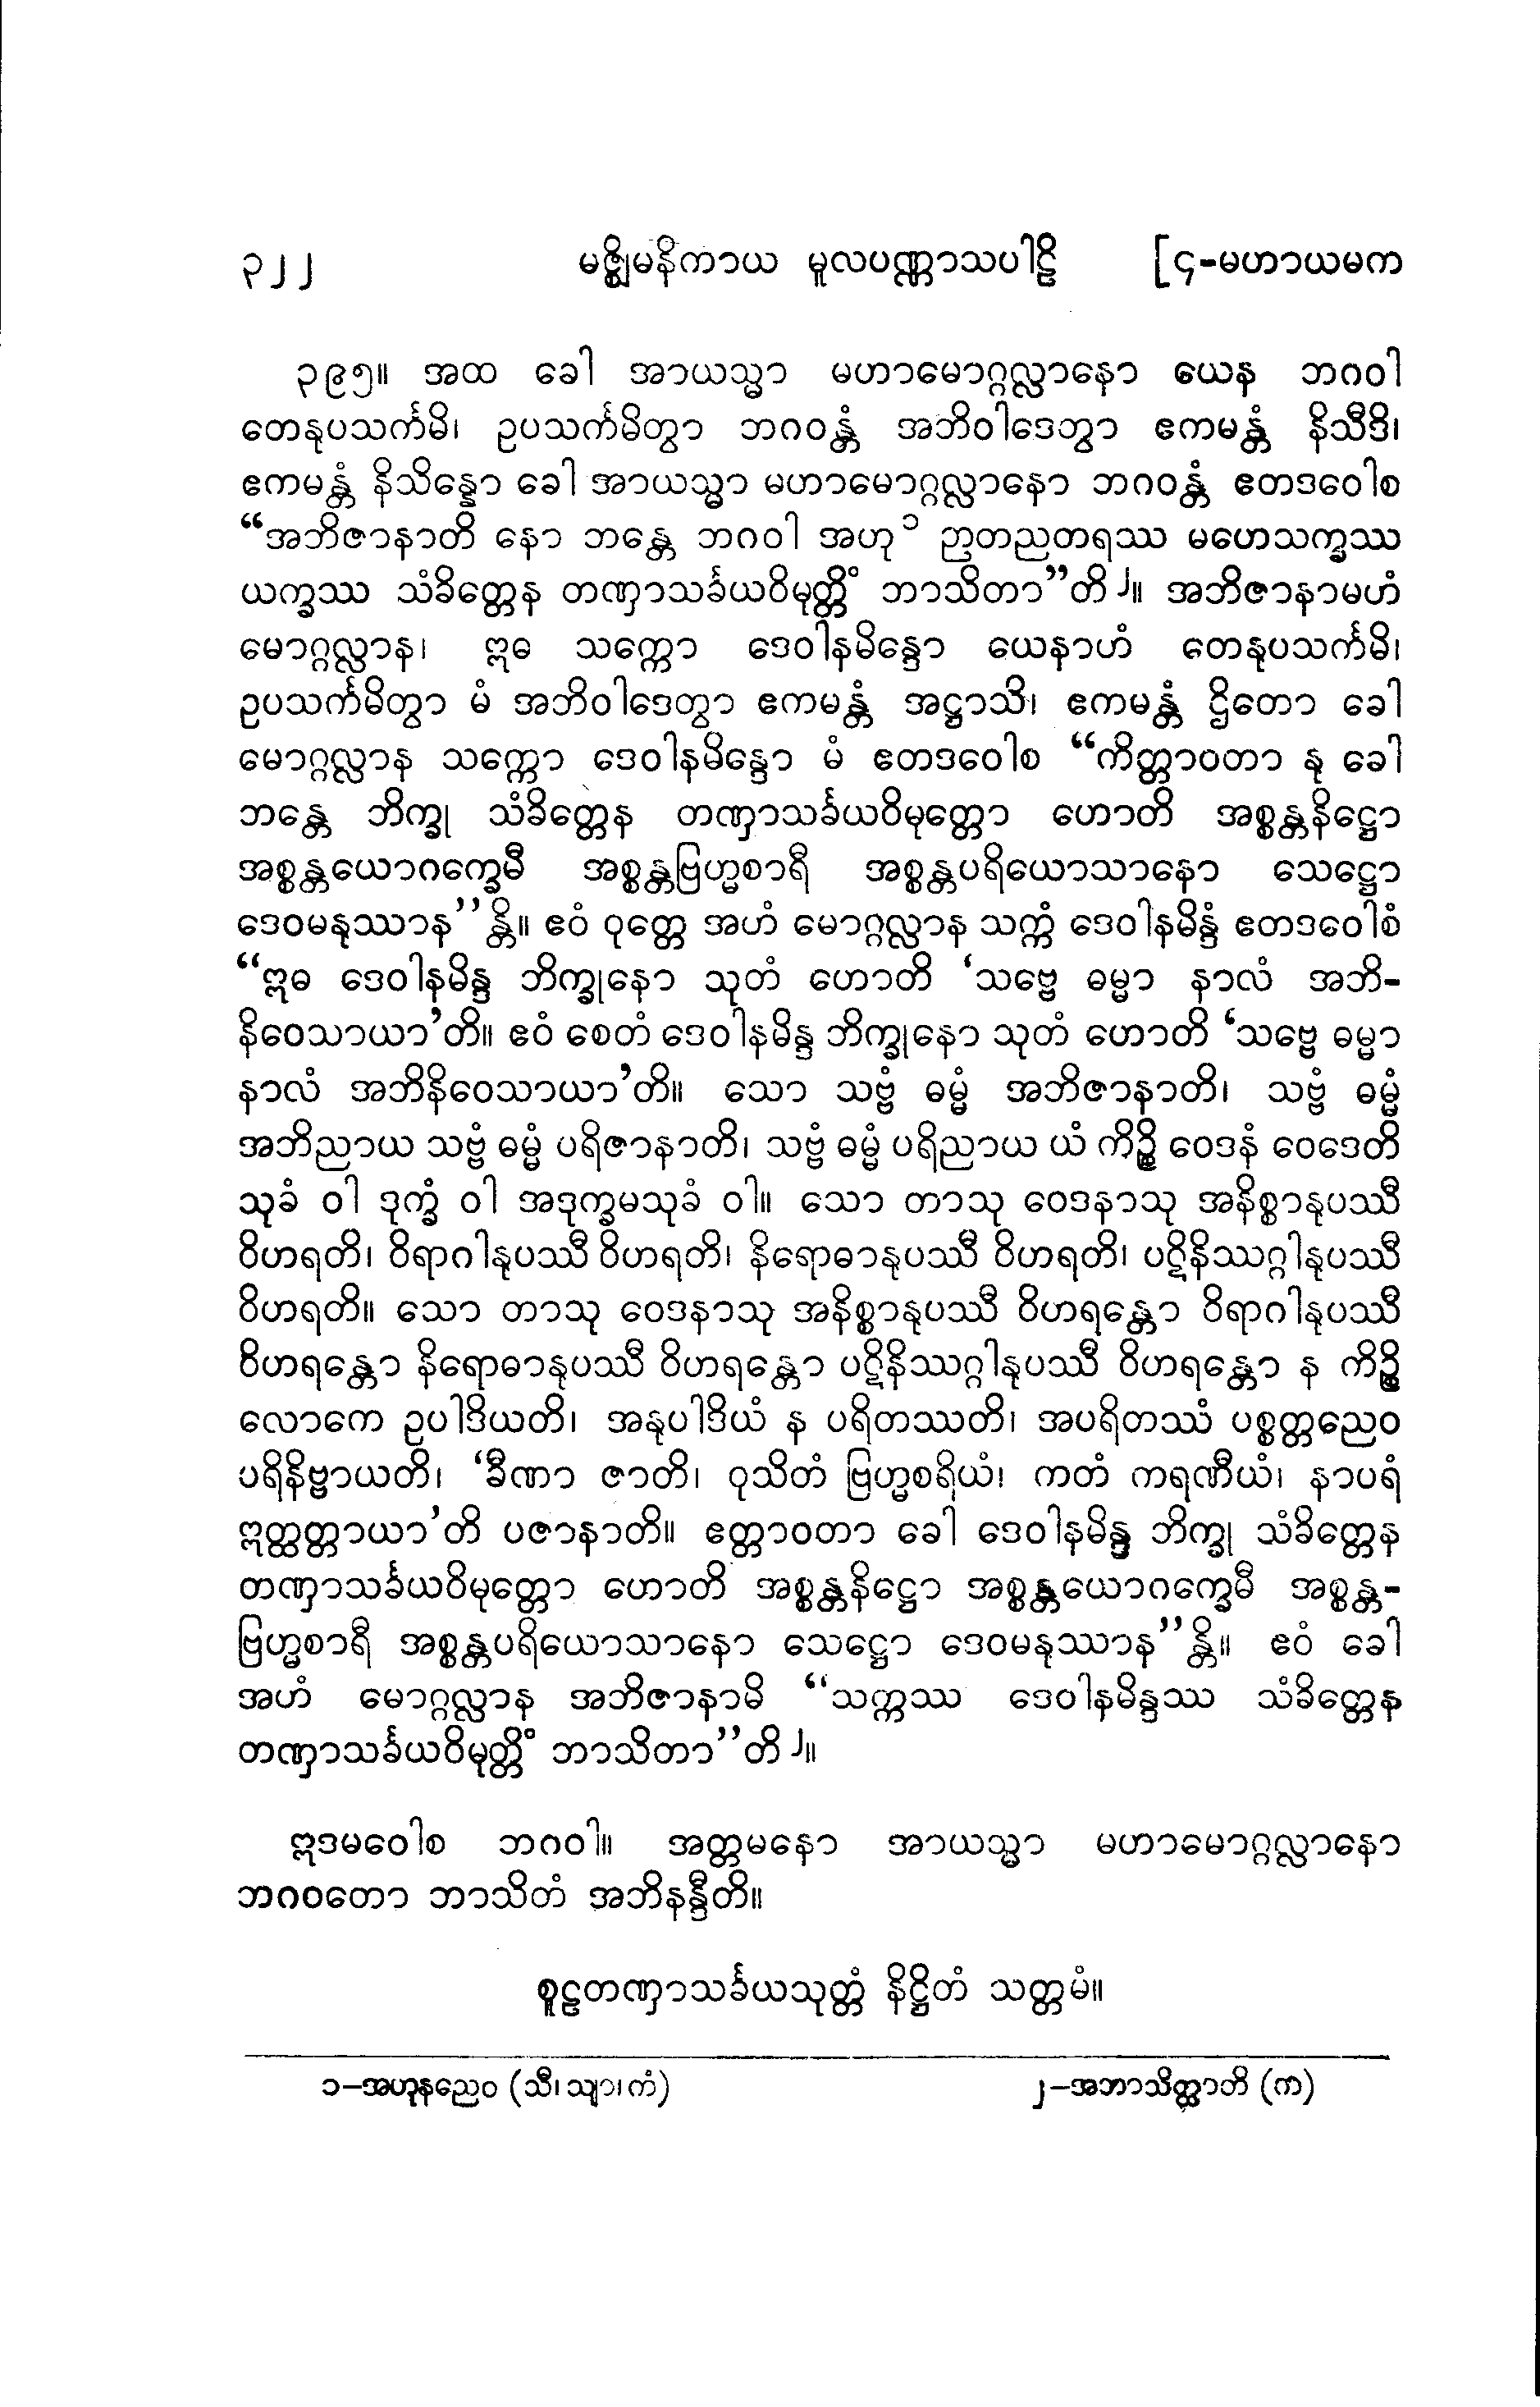 ၃၂၂ မဇ္ဈိမနိကာယ မူလပဏ္ဏာသပါဠိ [၄-မဟာယမက
၃၉၅။ အထ ခေါ အာယသ္မာ မဟာမောဂ္ဂလ္လာနော ယေန ဘဂဝါ
တေနုပသင်္ကမိ၊ ဥပသင်္ကမိတွာ ဘဂဝန္တံ အဘိဝါဒေတွာ ဧကမန္တံ နိသီဒိ၊
ဧကမန္တံ နိသိန္နော ခေါ အာယသ္မာ မဟာမောဂ္ဂလ္လာနော ဘဂဝန္တံ ဧတဒဝေါစ
“အဘိဇာနာတိ နော ဘန္တေ ဘဂဝါ အဟု ၁ ဉာတညတရဿ မဟေသက္ခဿ
ယက္ခဿ သံခိတ္တေန တဏှာသင်္ခယဝိမုတ္တိံ ဘာသိတာ”တိ ၂။ အဘိဇာနာမဟံ
မောဂ္ဂလ္လာန၊ ဣဓ သက္ကော ဒေဝါနမိန္ဒော ယေနာဟံ တေနုပသင်္ကမိ၊
ဥပသင်္ကမိတွာ မံ အဘိဝါဒေတွာ ဧကမန္တံ အဋ္ဌာသိ၊ ဧကမန္တံ ဌိတော ခေါ
မောဂ္ဂလ္လာန သက္ကော ဒေဝါနမိန္ဒော မံ ဧတဒဝေါစ “ကိတ္တာဝတာ နု ခေါ
ဘန္တေ ဘိက္ခု သံခိတ္တေန တဏှာသင်္ခယဝိမုတ္တော ဟောတိ အစ္စန္တနိဋ္ဌော
အစ္စန္တယောဂက္ခေမီ အစ္စန္တဗြဟ္မစာရီ အစ္စန္တပရိယောသာနော သေဋ္ဌော
ဒေဝမနုဿာန’’န္တိ။ ဧဝံ ဝုတ္တေ အဟံ မောဂ္ဂလ္လာန သက္ကံ ဒေဝါနမိန္ဒံ ဧတဒဝေါစံ
“ဣဓ ဒေဝါနမိန္ဒ ဘိက္ခုနော သုတံ ဟောတိ ‘သဗ္ဗေ ဓမ္မာ နာလံ အဘိ-
နိဝေသာယာ’တိ။ ဧဝံ စေတံ ဒေဝါနမိန္ဒ ဘိက္ခုနော သုတံ ဟောတိ ‘သဗ္ဗေ ဓမ္မာ
နာလံ အဘိနိဝေသာယာ’တိ။ သော သဗ္ဗံ ဓမ္မံ အဘိဇာနာတိ၊ သဗ္ဗံ ဓမ္မံ
အဘိညာယ သဗ္ဗံ ဓမ္မံ ပရိဇာနာတိ၊ သဗ္ဗံ ဓမ္မံ ပရိညာယ ယံ ကိဉ္စိ ဝေဒနံ ဝေဒေတိ
သုခံ ဝါ ဒုက္ခံ ဝါ အဒုက္ခမသုခံ ဝါ။ သော တာသု ဝေဒနာသု အနိစ္စာနုပဿီ
ဝိဟရတိ၊ ဝိရာဂါနုပဿီ ဝိဟရတိ၊ နိရောဓာနုပဿီ ဝိဟရတိ၊ ပဋိနိဿဂ္ဂါနုပဿီ
ဝိဟရတိ။ သော တာသု ဝေဒနာသု အနိစ္စာနုပဿီ ဝိဟရန္တော ဝိရာဂါနုပဿီ
ဝိဟရန္တော နိရောဓာနုပဿီ ဝိဟရန္တော ပဋိနိဿဂ္ဂါနုပဿီ ဝိဟရန္တော န ကိဉ္စိ
လောကေ ဥပါဒိယတိ၊ အနုပါဒိယံ န ပရိတဿတိ၊ အပရိတဿံ ပစ္စတ္တညေဝ
ပရိနိဗ္ဗာယတိ၊ ‘ခီဏာ ဇာတိ၊ ဝုသိတံ ဗြဟ္မစရိယံ၊ ကတံ ကရဏီယံ၊ နာပရံ
ဣတ္ထတ္တာယာ’တိ ပဇာနာတိ။ ဧတ္တာဝတာ ခေါ ဒေဝါနမိန္ဒ ဘိက္ခု သံခိတ္တေန
တဏှာသင်္ခယဝိမုတ္တော ဟောတိ အစ္စန္တနိဋ္ဌော အစ္စန္တယောဂက္ခေမီ အစ္စန္တ-
ဗြဟ္မစာရီ အစ္စန္တပရိယောသာနော သေဋ္ဌော ဒေဝမနုဿာန’’န္တိ။ ဧဝံ ခေါ
အဟံ မောဂ္ဂလ္လာန အဘိဇာနာမိ “သက္ကဿ ဒေဝါနမိန္ဒဿ သံခိတ္တေန
တဏှာသင်္ခယဝိမုတ္တိံ ဘာသိတာ’’တိ ၂။
ဣဒမဝေါစ ဘဂဝါ။ အတ္တမနော အာယသ္မာ မဟာမောဂ္ဂလ္လာနော
ဘဂဝတော ဘာသိတံ အဘိနန္ဒီတိ။
စူဠတဏှာသင်္ခယသုတ္တံ နိဋ္ဌိတံ သတ္တမံ။
၁–အဟုနညေဝ (သီ၊ သျာ၊ ကံ) ၂–အဘာသိတ္ထာတိ (က)